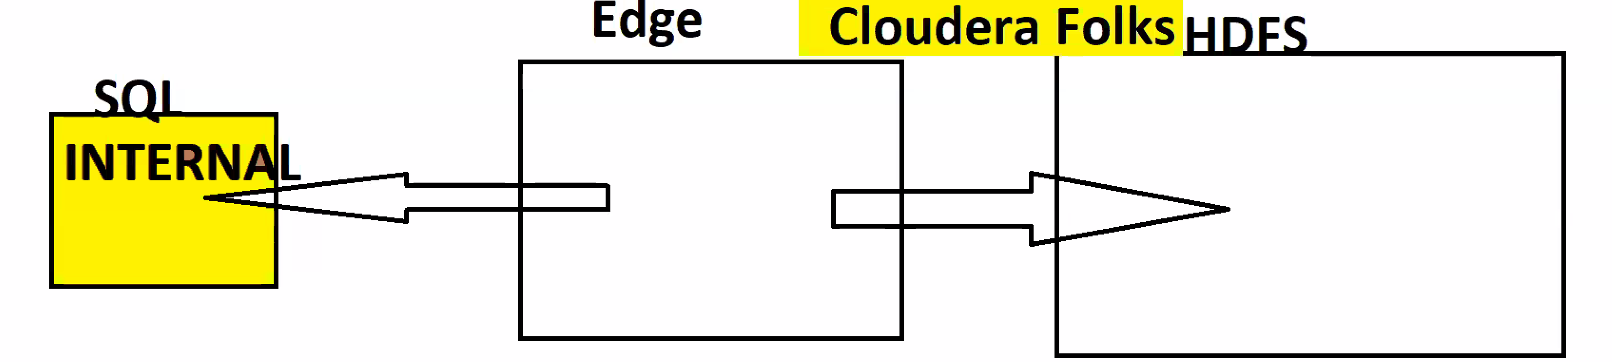 Edge
Cloudera Folks
HDFS
SQL
INTERNAL